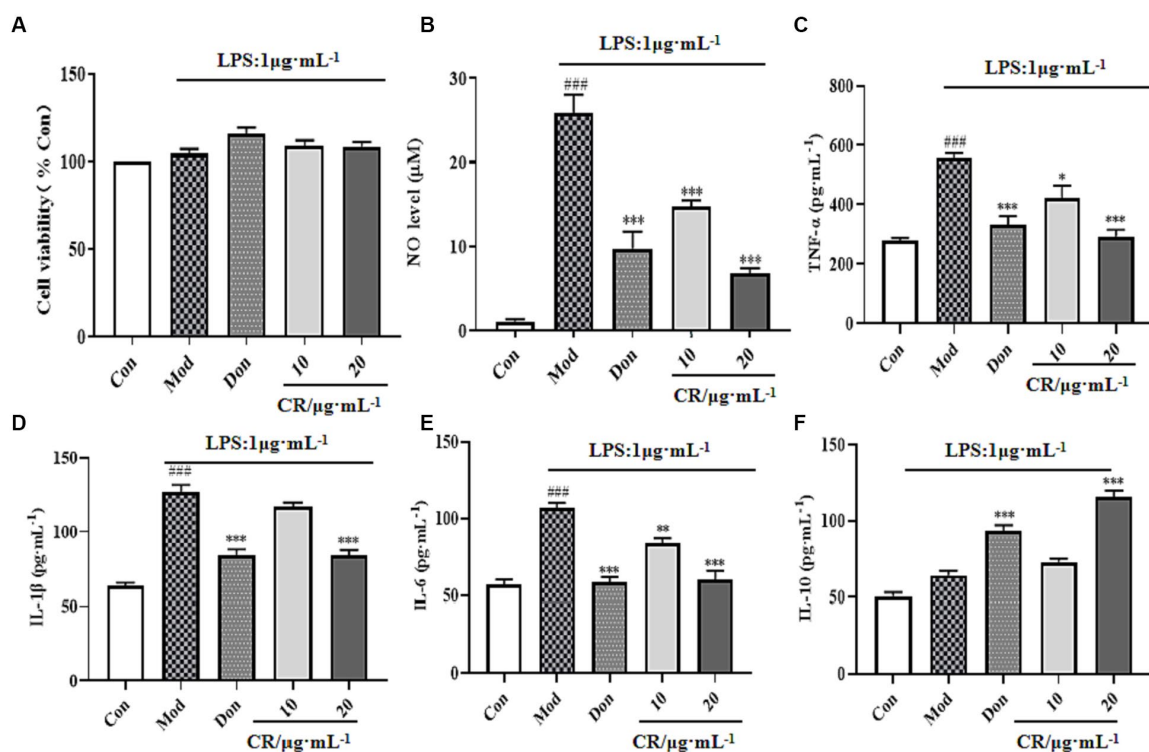 A
LPS:1μg·mL-1
Cell viability ( % Con)
150
100
50
0
Con
Mod
Don
10
20
CR/μg·mL-1
B
LPS:1μg·mL-1
NO level (μM)
30
20
10
0
###
***
***
***
Con
Mod
Don
10
20
CR/μg·mL-1
C
LPS:1μg·mL-1
TNF-α (pg·mL-1)
800
600
400
200
0
###
***
*
***
Con
Mod
Don
10
20
CR/μg·mL-1
D
LPS:1μg·mL-1
IL-1β (pg·mL-1)
150
100
50
0
###
***
***
Con
Mod
Don
10
20
CR/μg·mL-1
E
LPS:1μg·mL-1
IL-6 (pg·mL-1)
150
100
50
0
###
***
**
***
Con
Mod
Don
10
20
CR/μg·mL-1
F
LPS:1μg·mL-1
IL-10 (pg·mL-1)
150
100
50
0
***
***
Con
Mod
Don
10
20
CR/μg·mL-1